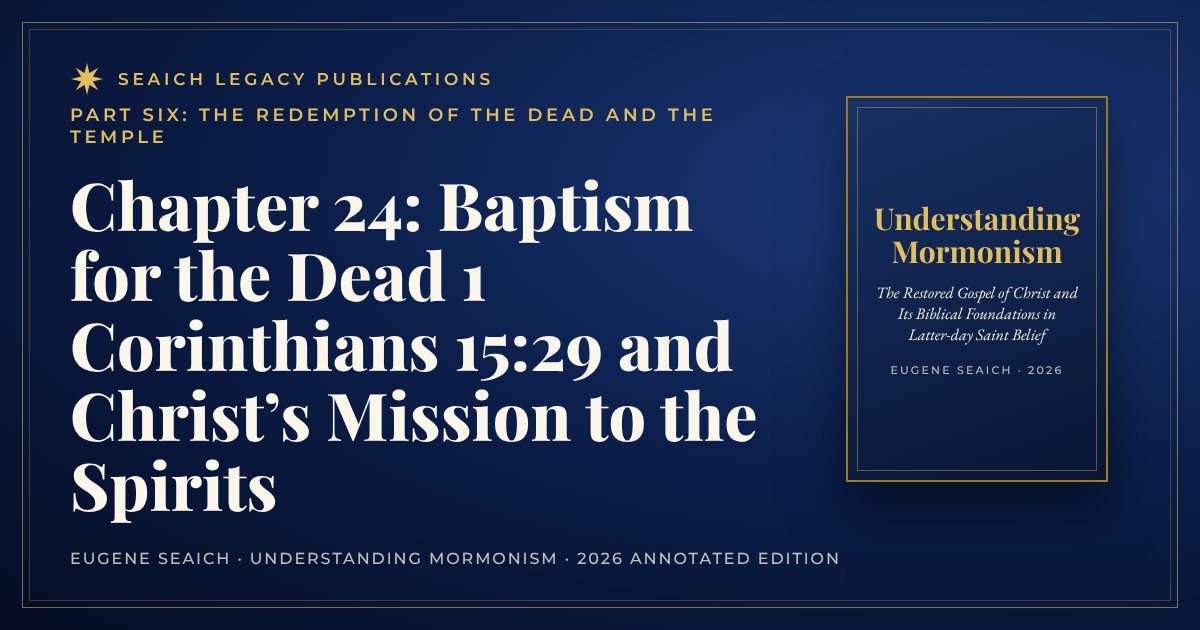 SEAICH LEGACY PUBLICATIONS
PART SIX: THE REDEMPTION OF THE DEAD AND THE
TEMPLE
Chapter 24: Baptism
for the Dead 1
Corinthians 15:29 and
Christ’s Mission to the
Spirits
EUGENE SEAICH · UNDERSTANDING MORMONISM · 2026 ANNOTATED EDITION
Understanding
Mormonism
The Restored Gospel of Christ and
Its Biblical Foundations in
Latter-day Saint Belief
EUGENE SEAICH · 2026